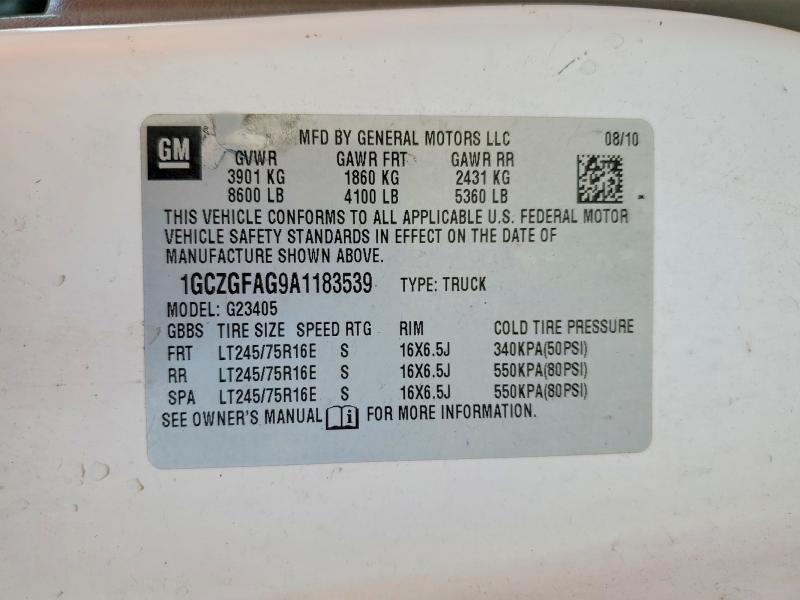 GM
MFD BY GENERAL MOTORS LLC 08/10
GVWR GAWR FRT GAWR RR
3901 KG 1860 KG 2431 KG
8600 LB 4100 LB 5360 LB
THIS VEHICLE CONFORMS TO ALL APPLICABLE U.S. FEDERAL MOTOR
VEHICLE SAFETY STANDARDS IN EFFECT ON THE DATE OF
MANUFACTURE SHOWN ABOVE.
1GCZGFAG9A1183539 TYPE: TRUCK
MODEL: G23405
GBBS TIRE SIZE SPEED RTG RIM COLD TIRE PRESSURE
FRT LT245/75R16E S 16X6.5J 340KPA(50PSI)
RR LT245/75R16E S 16X6.5J 550KPA(80PSI)
SPA LT245/75R16E S 16X6.5J 550KPA(80PSI)
SEE OWNER'S MANUAL i FOR MORE INFORMATION.